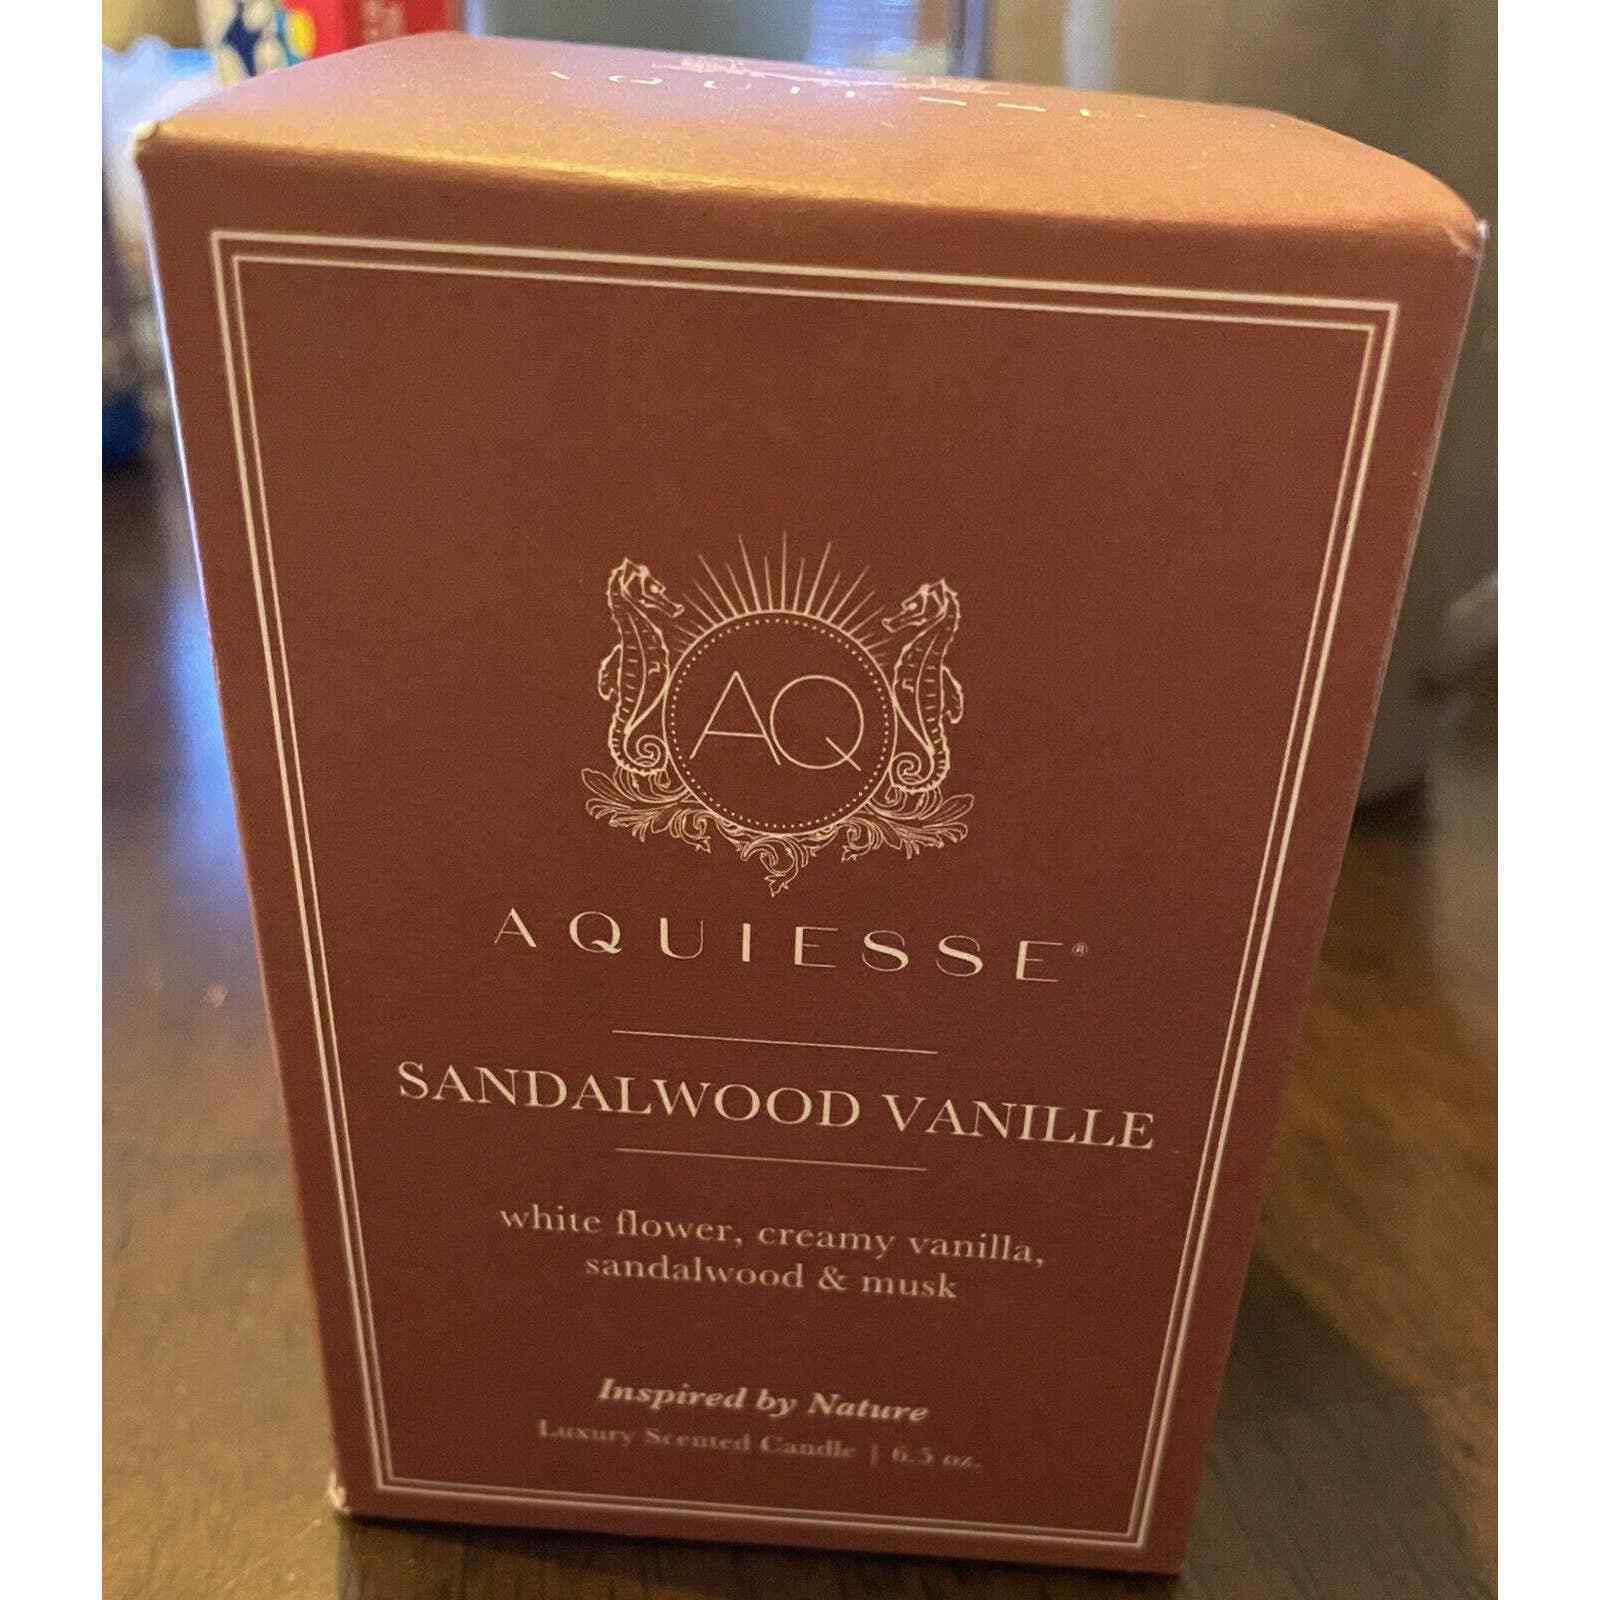 AQUIESSE
AQ
AQUIESSE®
SANDALWOOD VANILLE
white flower, creamy vanilla,
sandalwood & musk
Inspired by Nature
Luxury Scented Candle | 6.5 oz.